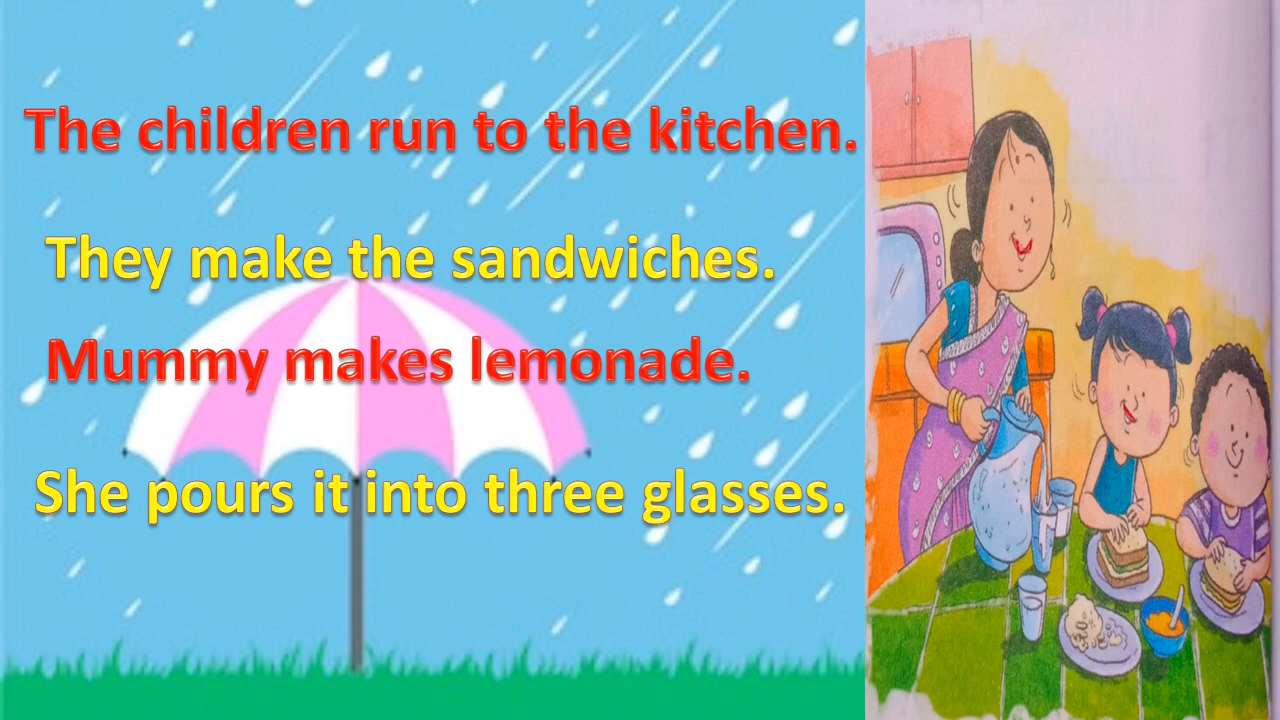 The children run to the kitchen.
They make the sandwiches.
Mummy makes lemonade.
She pours it into three glasses.